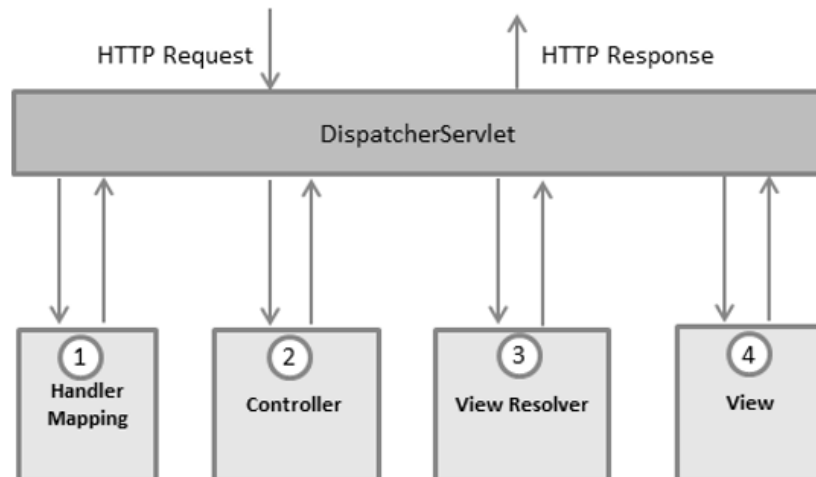 HTTP Request
HTTP Response
DispatcherServlet
1
Handler
Mapping
2
Controller
3
View Resolver
4
View